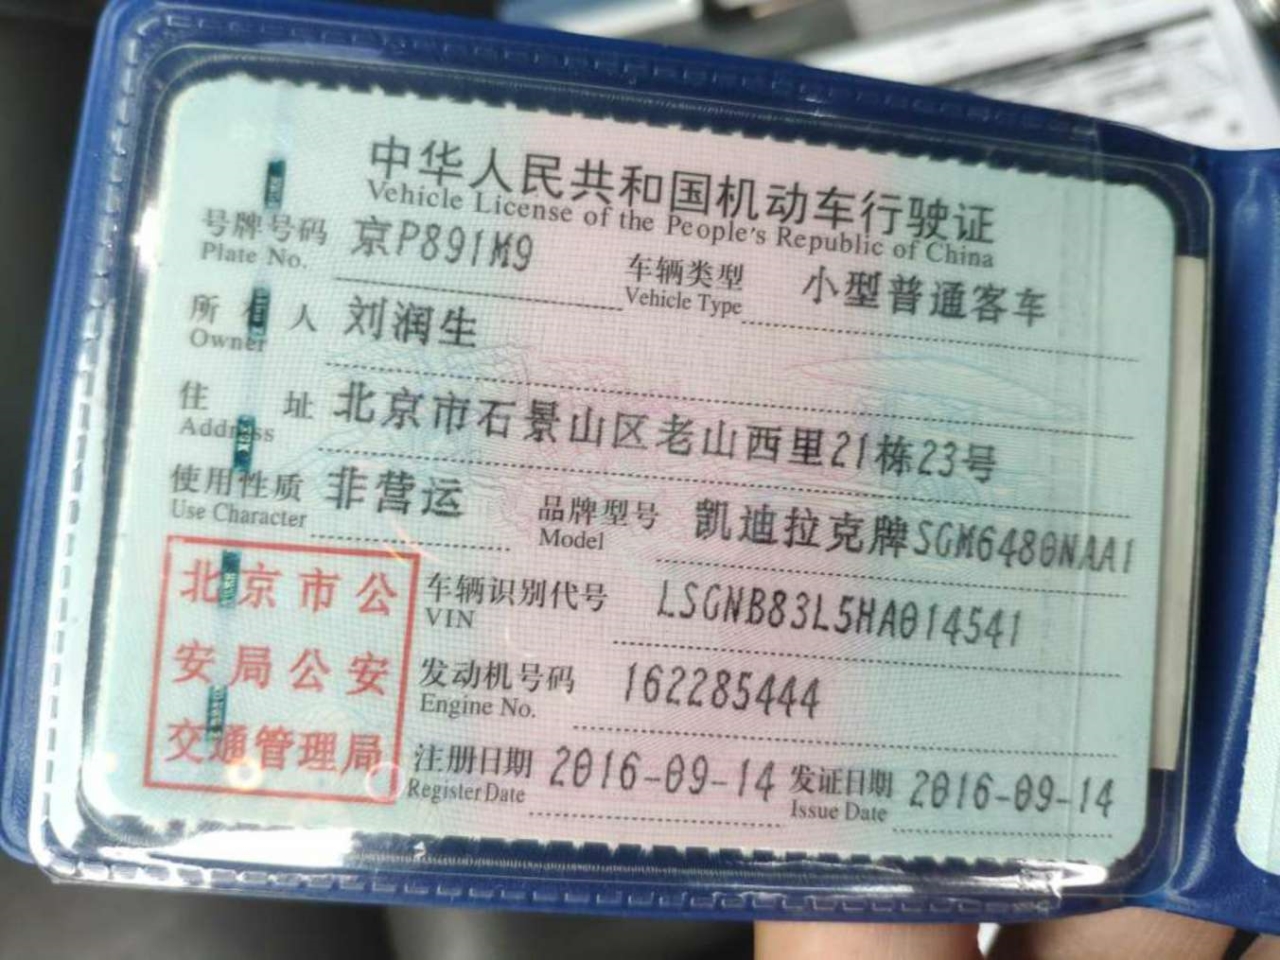 中华人民共和国机动车行驶证
Vehicle License of the People's Republic of China
号牌号码 京P891M9 车辆类型 小型普通客车
Plate No. Vehicle Type
所有人 刘润生
Owner
住址 北京市石景山区老山西里21栋23号
Address
使用性质 非营运 品牌型号 凯迪拉克牌SGM6480NAA1
Use Character Model
车辆识别代号 LSGNB83L5HA014541
VIN
发动机号码 162285444
Engine No.
注册日期 2016-09-14 发证日期 2016-09-14
Register Date Issue Date
北京市公
安局公安
交通管理局